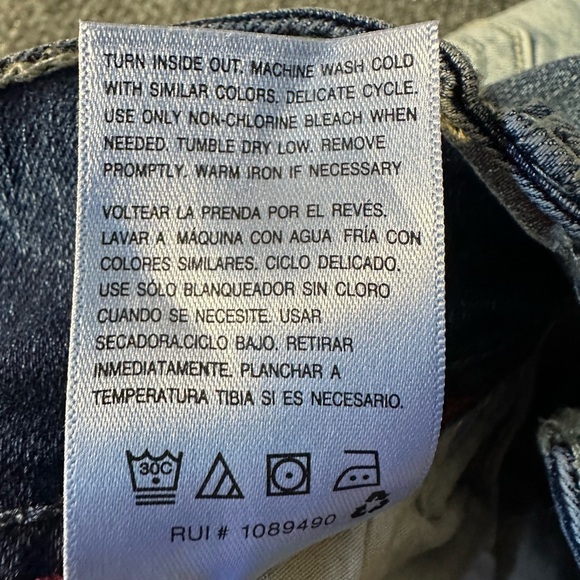 TURN INSIDE OUT. MACHINE WASH COLD
WITH SIMILAR COLORS. DELICATE CYCLE.
USE ONLY NON-CHLORINE BLEACH WHEN
NEEDED. TUMBLE DRY LOW. REMOVE
PROMPTLY. WARM IRON IF NECESSARY
VOLTEAR LA PRENDA POR EL REVÉS.
LAVAR A MÁQUINA CON AGUA FRÍA CON
COLORES SIMILARES. CICLO DELICADO.
USE SÓLO BLANQUEADOR SIN CLORO
CUANDO SE NECESITE. USAR
SECADORA.CICLO BAJO. RETIRAR
INMEDIATAMENTE. PLANCHAR A
TEMPERATURA TIBIA SI ES NECESARIO.
30C
RUI # 1089490